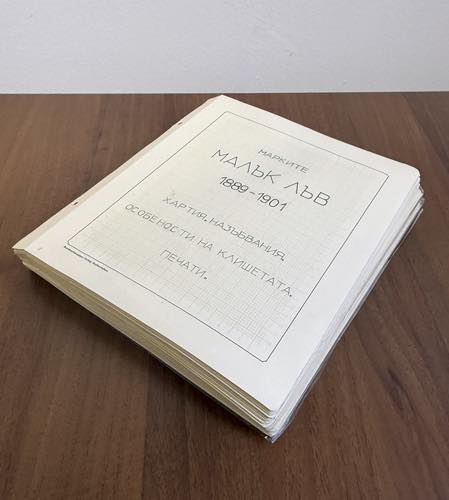 МАРКИТЕ
МАЛЪК ЛЪВ
1889-1901
ХАРТИЯ. НАЗЪБВАНИЯ.
ОСОБЕНОСТИ НА КЛИШЕТАТА.
ПЕЧАТИ.